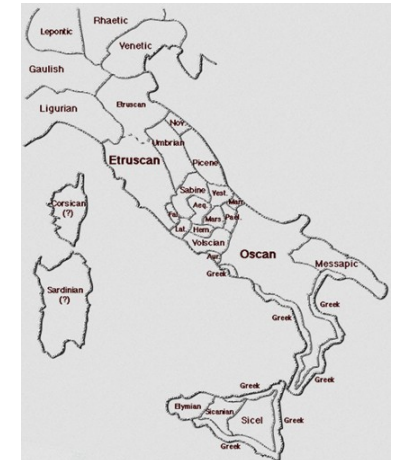 Rhaetic
Lepontic
Venetic
Gaulish
Ligurian
Etruscan
Nov.
Umbrian
Etruscan
Picene
Sabine
Vest.
Aeq.
Marr.
Corsican
(?)
Fal.
Mars.
Pael.
Lat.
Hern.
Volscian
Oscan
Aur.
Greek
Messapic
Sardinian
(?)
Greek
Greek
Greek
Greek
Elymian
Sicanian
Sicel
Greek
Greek